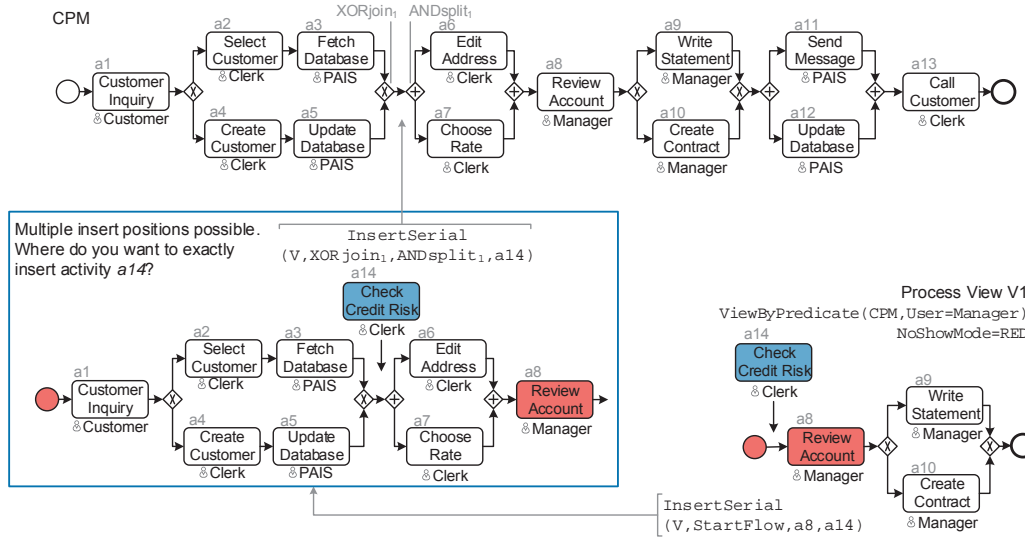 CPM
XORjoin₁ ANDsplit₁
a1
Customer
Inquiry
Customer
a2
Select
Customer
Clerk
a3
Fetch
Database
PAIS
a4
Create
Customer
Clerk
a5
Update
Database
PAIS
a6
Edit
Address
Clerk
a7
Choose
Rate
Clerk
a8
Review
Account
Manager
a9
Write
Statement
Manager
a10
Create
Contract
Manager
a11
Send
Message
PAIS
a12
Update
Database
PAIS
a13
Call
Customer
Clerk
Multiple insert positions possible.
Where do you want to exactly
insert activity a14?
InsertSerial
(V,XORjoin₁,ANDsplit₁,a14)
a14
Check
Credit Risk
Clerk
a1
Customer
Inquiry
Customer
a2
Select
Customer
Clerk
a3
Fetch
Database
PAIS
a4
Create
Customer
Clerk
a5
Update
Database
PAIS
a6
Edit
Address
Clerk
a7
Choose
Rate
Clerk
a8
Review
Account
Manager
Process View V1
ViewByPredicate(CPM,User=Manager)
NoShowMode=RED
a14
Check
Credit Risk
Clerk
a8
Review
Account
Manager
a9
Write
Statement
Manager
a10
Create
Contract
Manager
InsertSerial
(V,StartFlow,a8,a14)